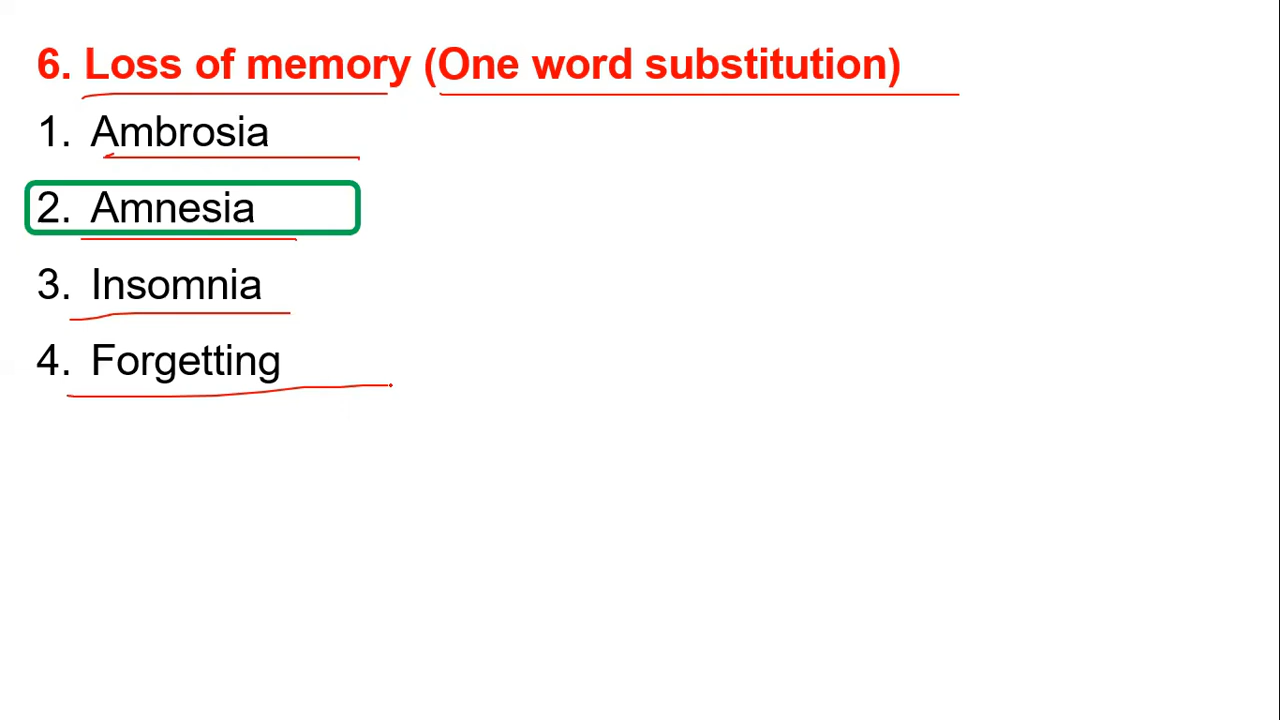 6. Loss of memory (One word substitution)
1. Ambrosia
2. Amnesia
3. Insomnia
4. Forgetting